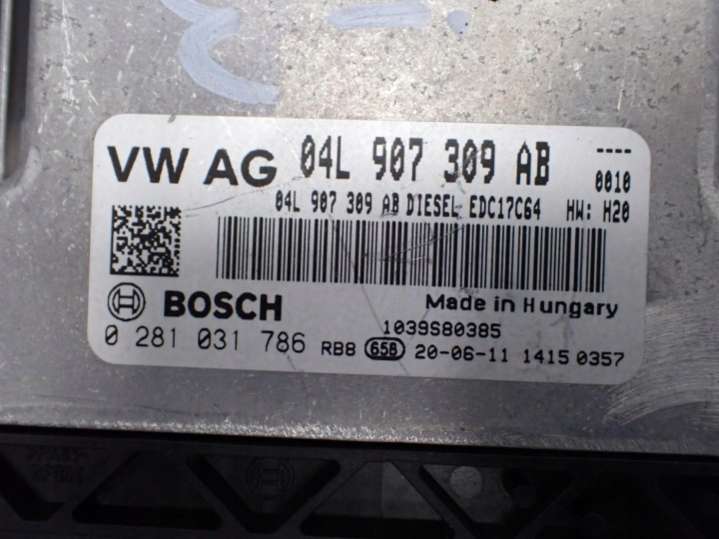 VW AG 04L 907 309 AB ----
0010
04L 907 309 AB DIESEL EDC17C64 HW: H20
BOSCH Made in Hungary
1039S80385
0 281 031 786 RB8 65B 20-06-11 1415 0357